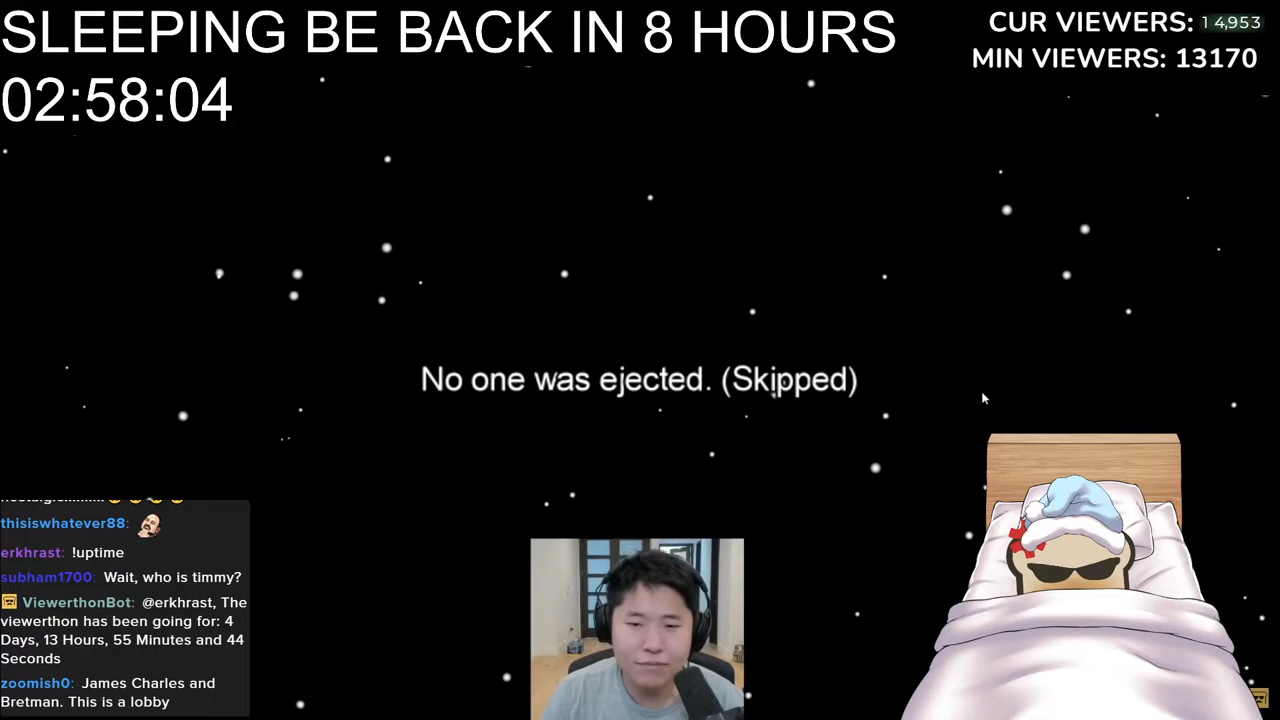 SLEEPING BE BACK IN 8 HOURS
02:58:04
CUR VIEWERS: 14,953
MIN VIEWERS: 13170
No one was ejected. (Skipped)
thisiswhatever88:
erkhrast: !uptime
subham1700: Wait, who is timmy?
ViewerthonBot: @erkhrast, The
viewerthon has been going for: 4
Days, 13 Hours, 55 Minutes and 44
Seconds
zoomish0: James Charles and
Bretman. This is a lobby